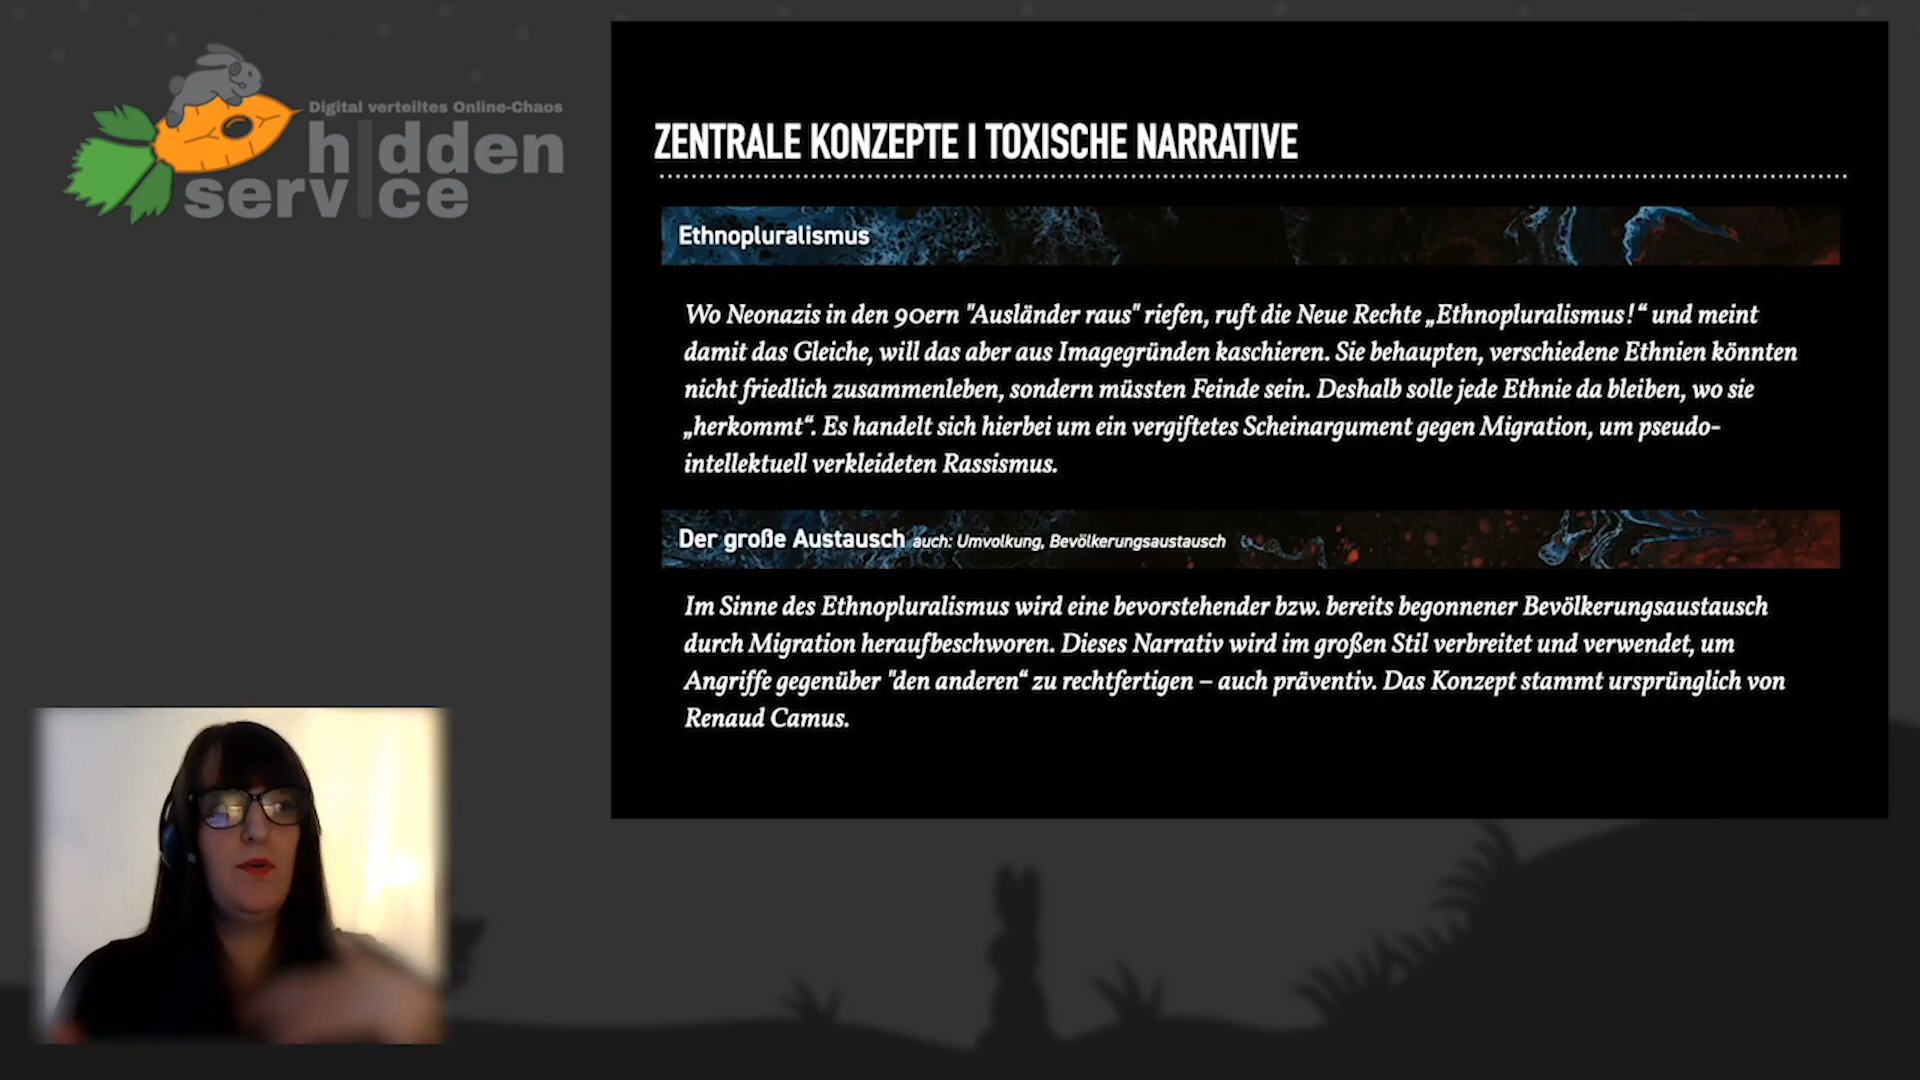 Digital verteiltes Online-Chaos
hidden
service
ZENTRALE KONZEPTE I TOXISCHE NARRATIVE
Ethnopluralismus
Wo Neonazis in den 90ern "Ausländer raus" riefen, ruft die Neue Rechte „Ethnopluralismus!“ und meint
damit das Gleiche, will das aber aus Imagegründen kaschieren. Sie behaupten, verschiedene Ethnien könnten
nicht friedlich zusammenleben, sondern müssten Feinde sein. Deshalb solle jede Ethnie da bleiben, wo sie
„herkommt“. Es handelt sich hierbei um ein vergiftetes Scheinargument gegen Migration, um pseudo-
intellektuell verkleideten Rassismus.
Der große Austausch auch: Umvolkung, Bevölkerungsaustausch
Im Sinne des Ethnopluralismus wird eine bevorstehender bzw. bereits begonnener Bevölkerungsaustausch
durch Migration heraufbeschworen. Dieses Narrativ wird im großen Stil verbreitet und verwendet, um
Angriffe gegenüber "den anderen“ zu rechtfertigen – auch präventiv. Das Konzept stammt ursprünglich von
Renaud Camus.